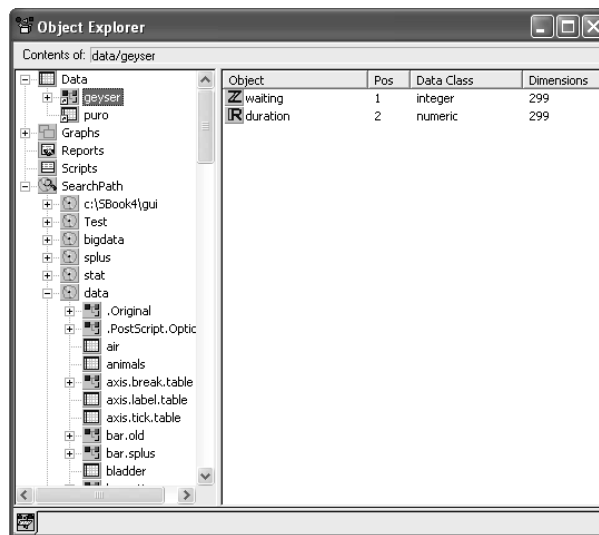 Object Explorer
Contents of: data/geyser
Data
geyser
puro
Graphs
Reports
Scripts
SearchPath
c:\SBook4\gui
Test
bigdata
splus
stat
data
.Original
.PostScript.Optic
air
animals
axis.break.table
axis.label.table
axis.tick.table
bar.old
bar.splus
bladder
Object Pos Data Class Dimensions
Z waiting 1 integer 299
R duration 2 numeric 299